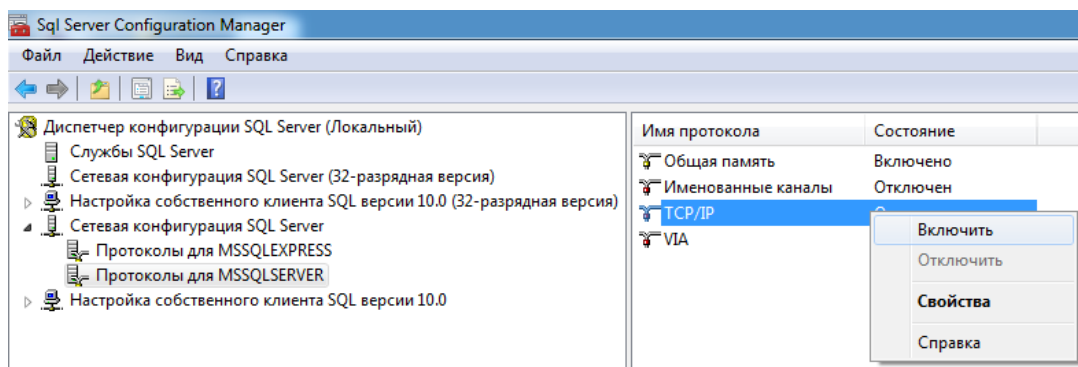 Sql Server Configuration Manager
Файл Действие Вид Справка
Диспетчер конфигурации SQL Server (Локальный)
Службы SQL Server
Сетевая конфигурация SQL Server (32-разрядная версия)
Настройка собственного клиента SQL версии 10.0 (32-разрядная версия)
Сетевая конфигурация SQL Server
Протоколы для MSSQLEXPRESS
Протоколы для MSSQLSERVER
Настройка собственного клиента SQL версии 10.0
Имя протокола Состояние
Общая память Включено
Именованные каналы Отключен
TCP/IP
VIA
Включить
Отключить
Свойства
Справка